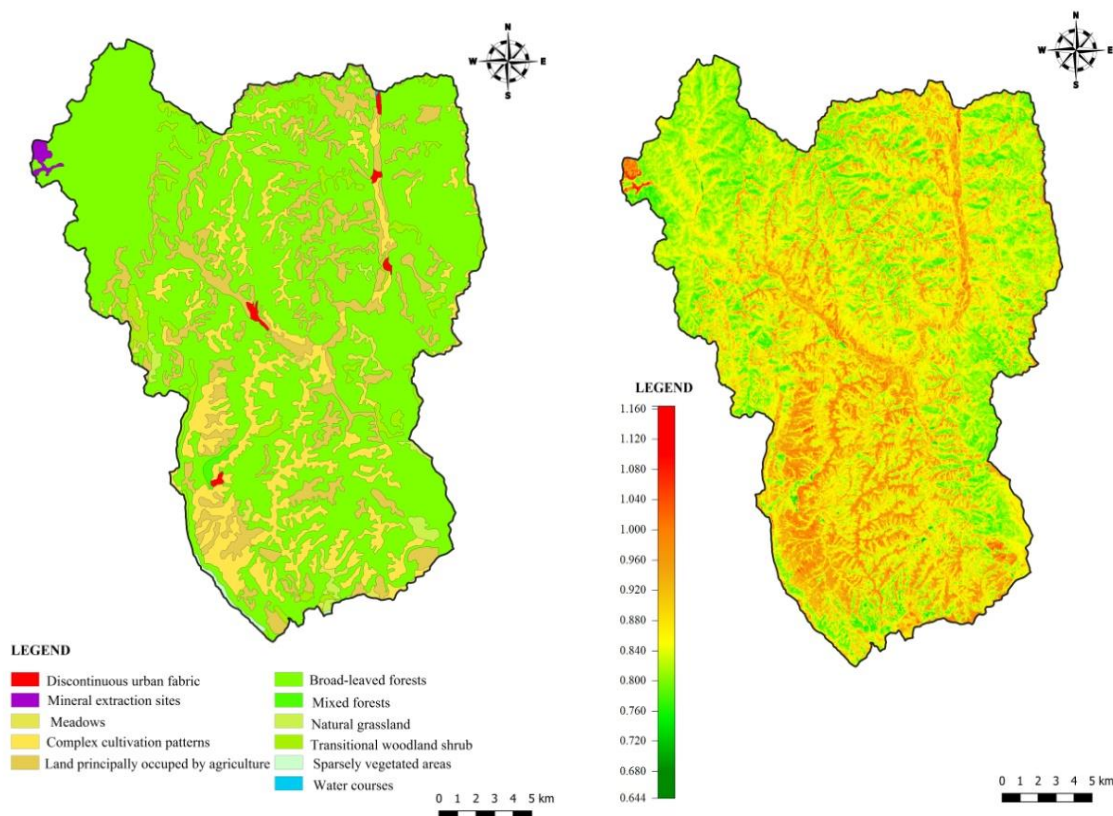 N
W E
S
LEGEND
Discontinuous urban fabric
Mineral extraction sites
Meadows
Complex cultivation patterns
Land principally occuped by agriculture
Broad-leaved forests
Mixed forests
Natural grassland
Transitional woodland shrub
Sparsely vegetated areas
Water courses
0 1 2 3 4 5 km
N
W E
S
LEGEND
1.160
1.120
1.080
1.040
1.000
0.960
0.920
0.880
0.840
0.800
0.760
0.720
0.680
0.644
0 1 2 3 4 5 km